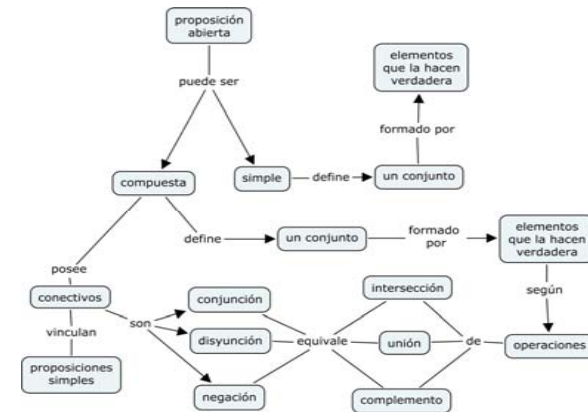 proposición
abierta
elementos
que la hacen
verdadera
puede ser
formado por
compuesta
simple
define
un conjunto
define
un conjunto
formado
por
elementos
que la hacen
verdadera
posee
según
conectivos
conjunción
intersección
vinculan
son
disyunción
equivale
unión
de
operaciones
proposiciones
simples
negación
complemento